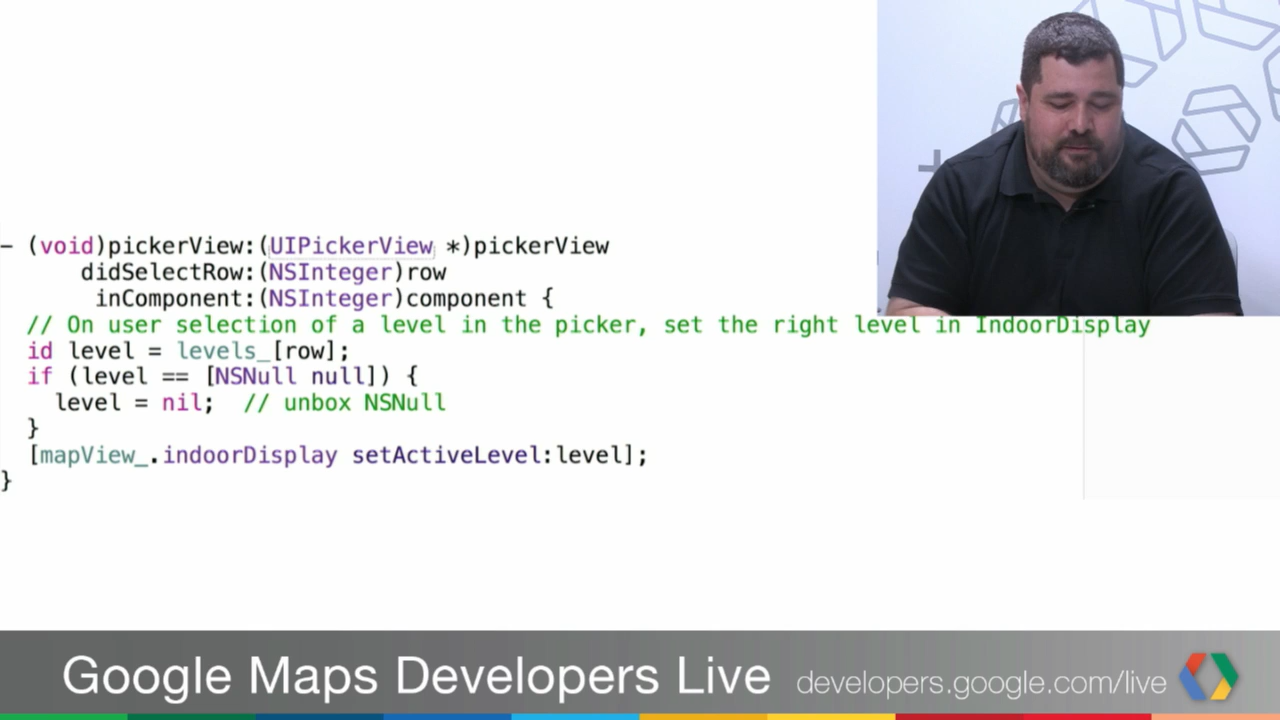 - (void)pickerView:(UIPickerView *)pickerView
didSelectRow:(NSInteger)row
inComponent:(NSInteger)component {
// On user selection of a level in the picker, set the right level in IndoorDisplay
id level = levels_[row];
if (level == [NSNull null]) {
level = nil; // unbox NSNull
}
[mapView_.indoorDisplay setActiveLevel:level];
}
Google Maps Developers Live developers.google.com/live